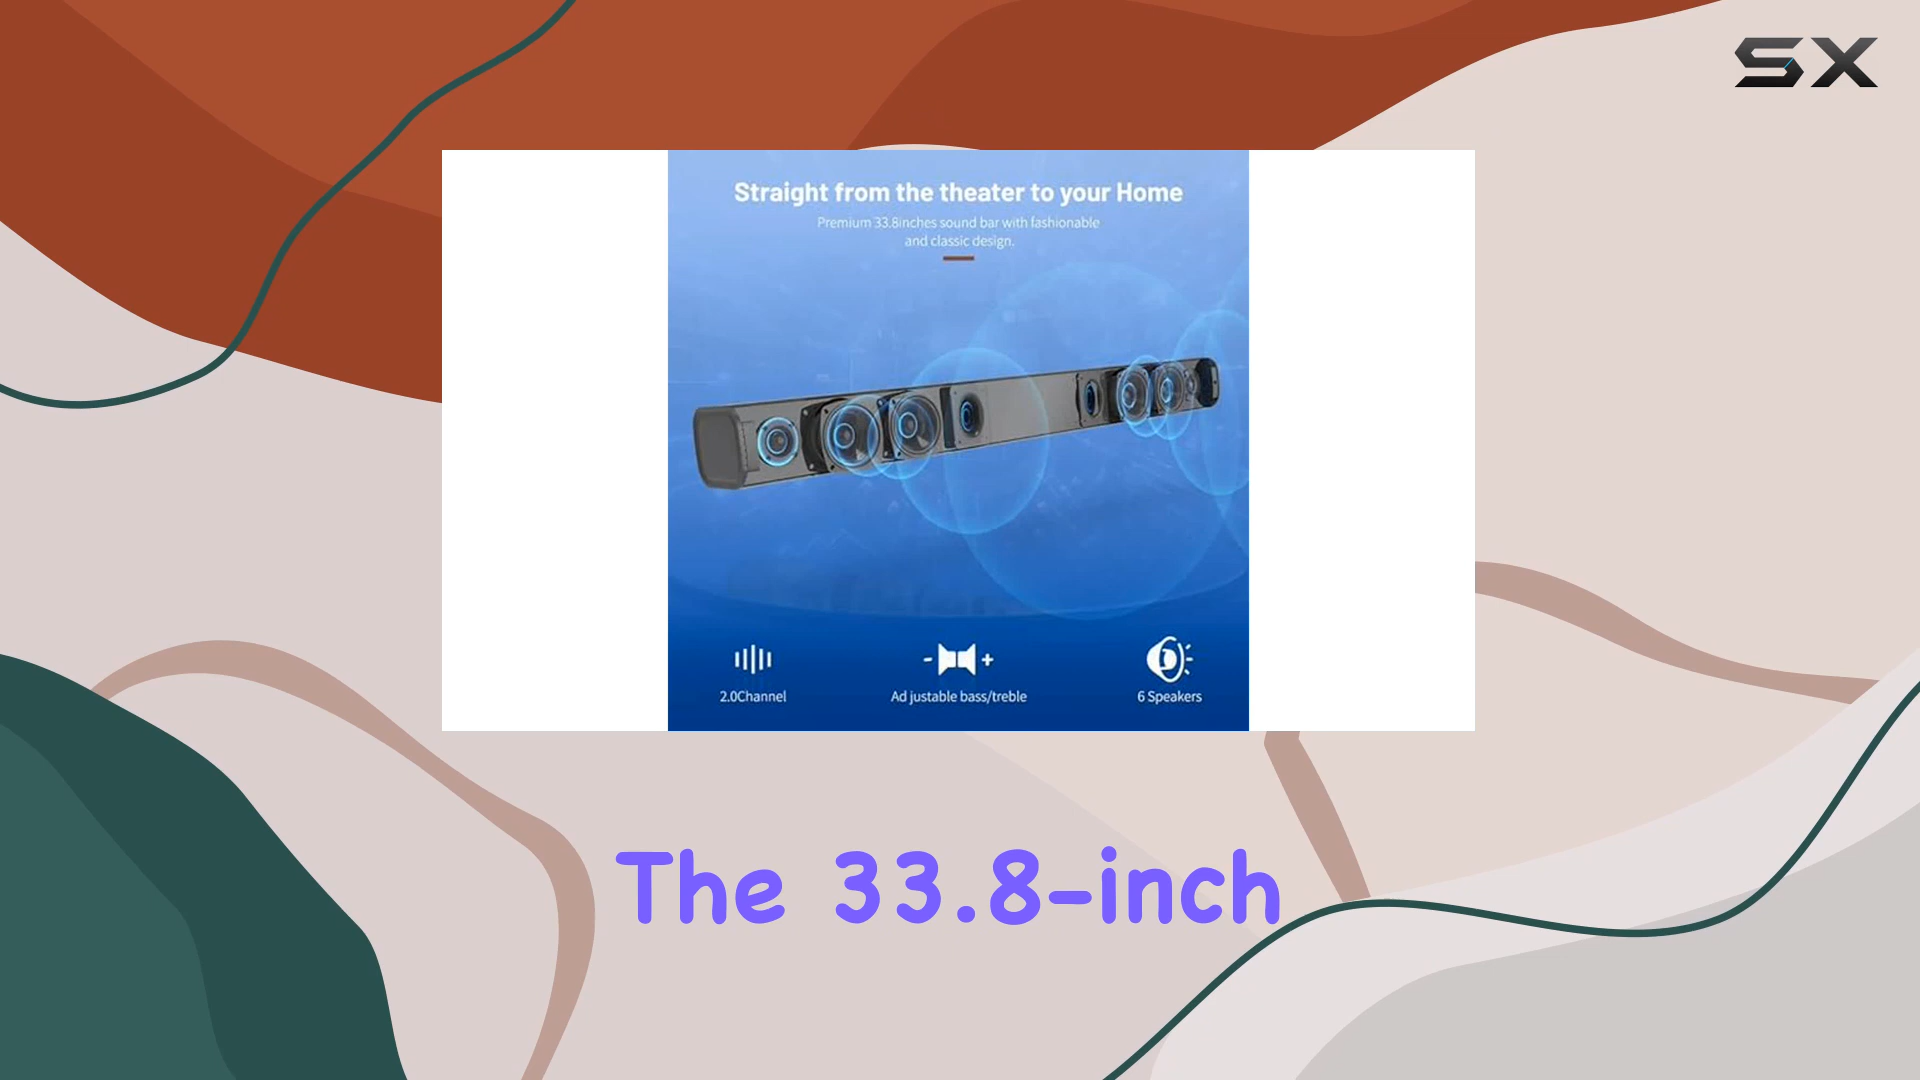 SX
Straight from the theater to your Home
Premium 33.8inches sound bar with fashionable
and classic design.
2.0Channel
Ad justable bass/treble
6 Speakers
The 33.8-inch